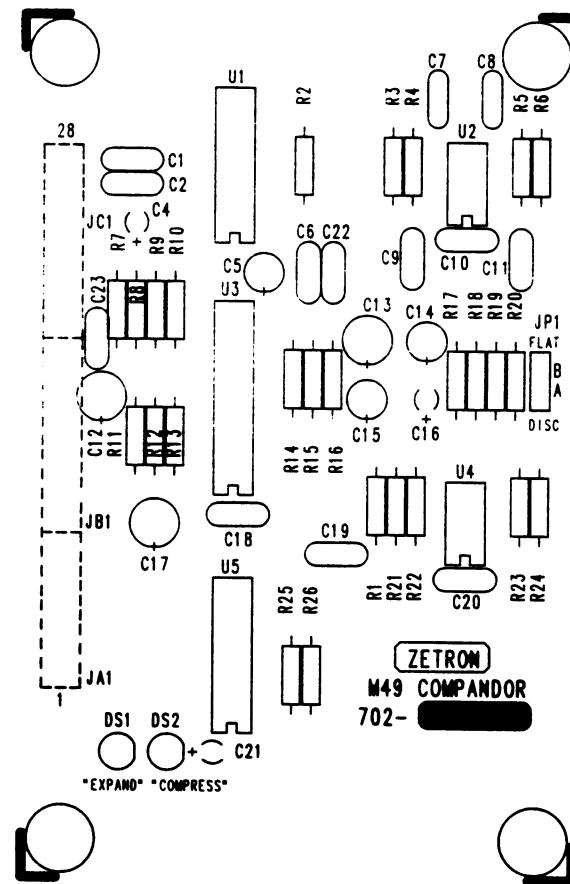 U1
R2
R3
R4
C7
C8
R5
R6
28
U2
C1
C2
JC1
C4
R7
R9
R10
C6
C22
C9
C10
C11
C5
R8
C23
U3
C13
C14
R17
R18
R19
R20
JP1
FLAT
B
A
DISC
C12
R11
R12
R13
C15
C16
R14
R15
R16
U4
JB1
C17
C18
C19
U5
R25
R26
R1
R21
R22
C20
R23
R24
JA1
1
ZETRON
M49 COMPANDOR
702-
DS1
DS2
C21
"EXPAND" "COMPRESS"